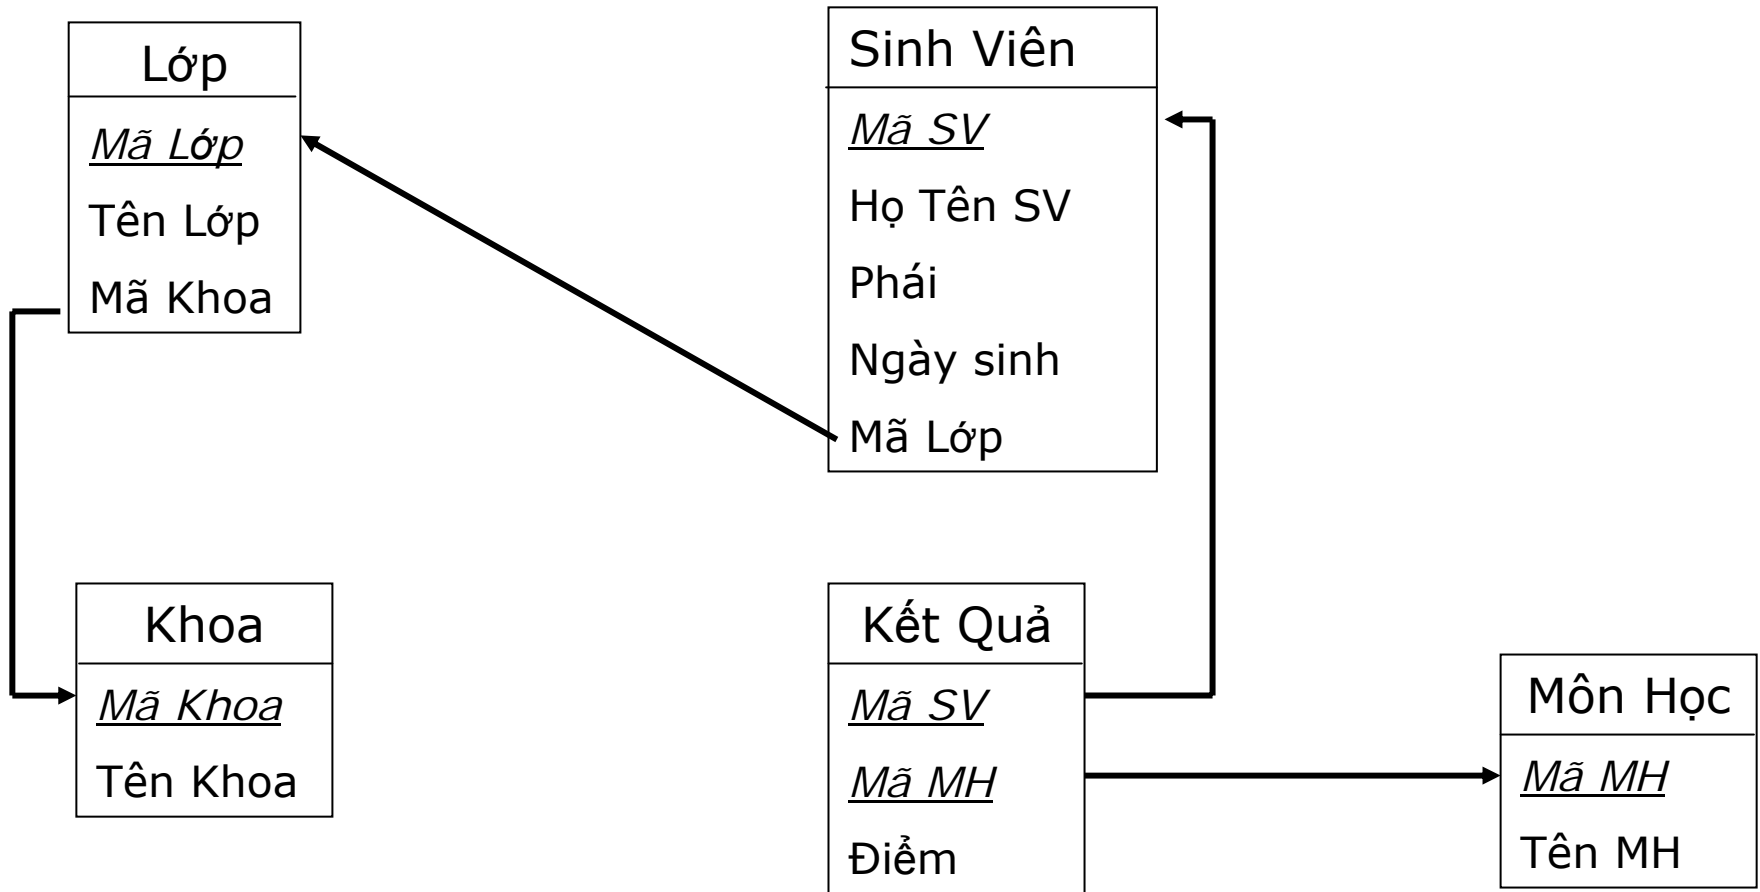 Lớp
Mã Lớp
Tên Lớp
Mã Khoa
Sinh Viên
Mã SV
Họ Tên SV
Phái
Ngày sinh
Mã Lớp
Khoa
Mã Khoa
Tên Khoa
Kết Quả
Mã SV
Mã MH
Điểm
Môn Học
Mã MH
Tên MH